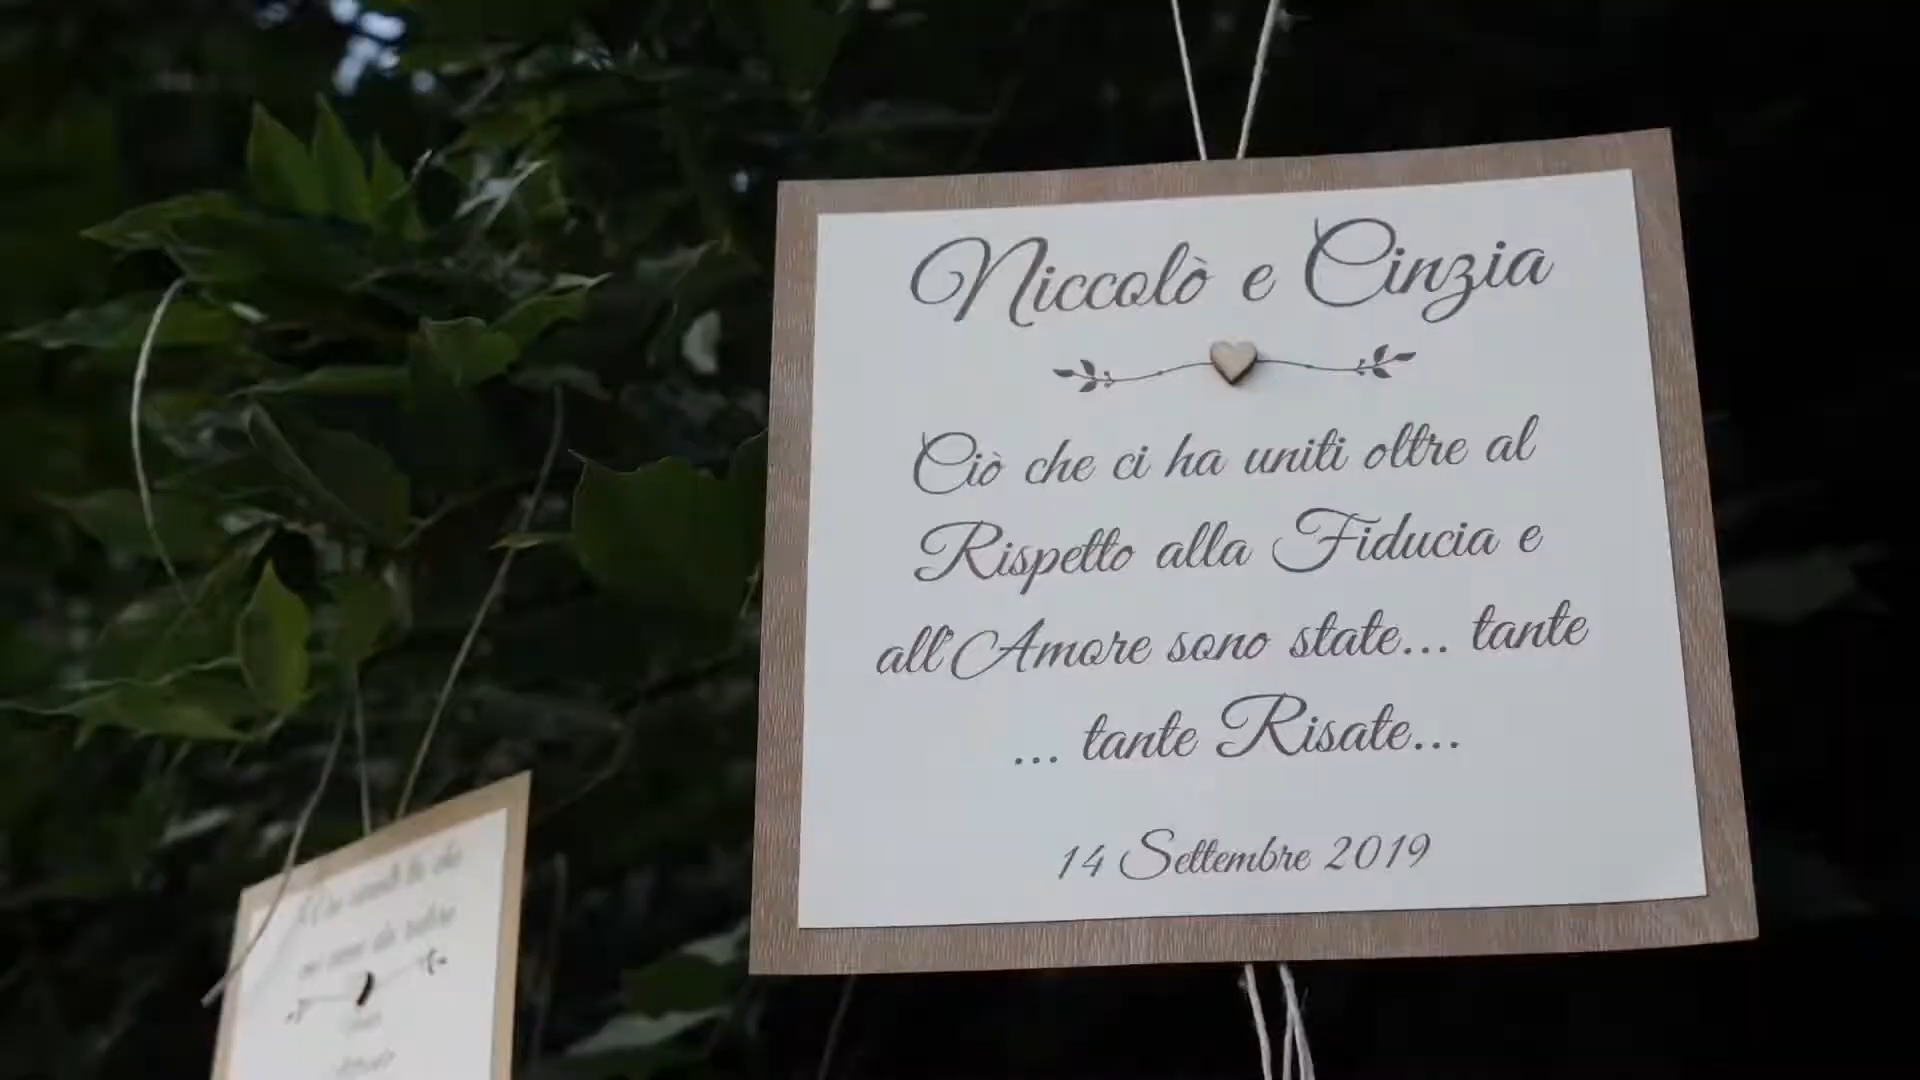 Niccolò e Cinzia
Ciò che ci ha uniti oltre al
Rispetto alla Fiducia e
all'Amore sono state... tante
... tante Risate...
14 Settembre 2019